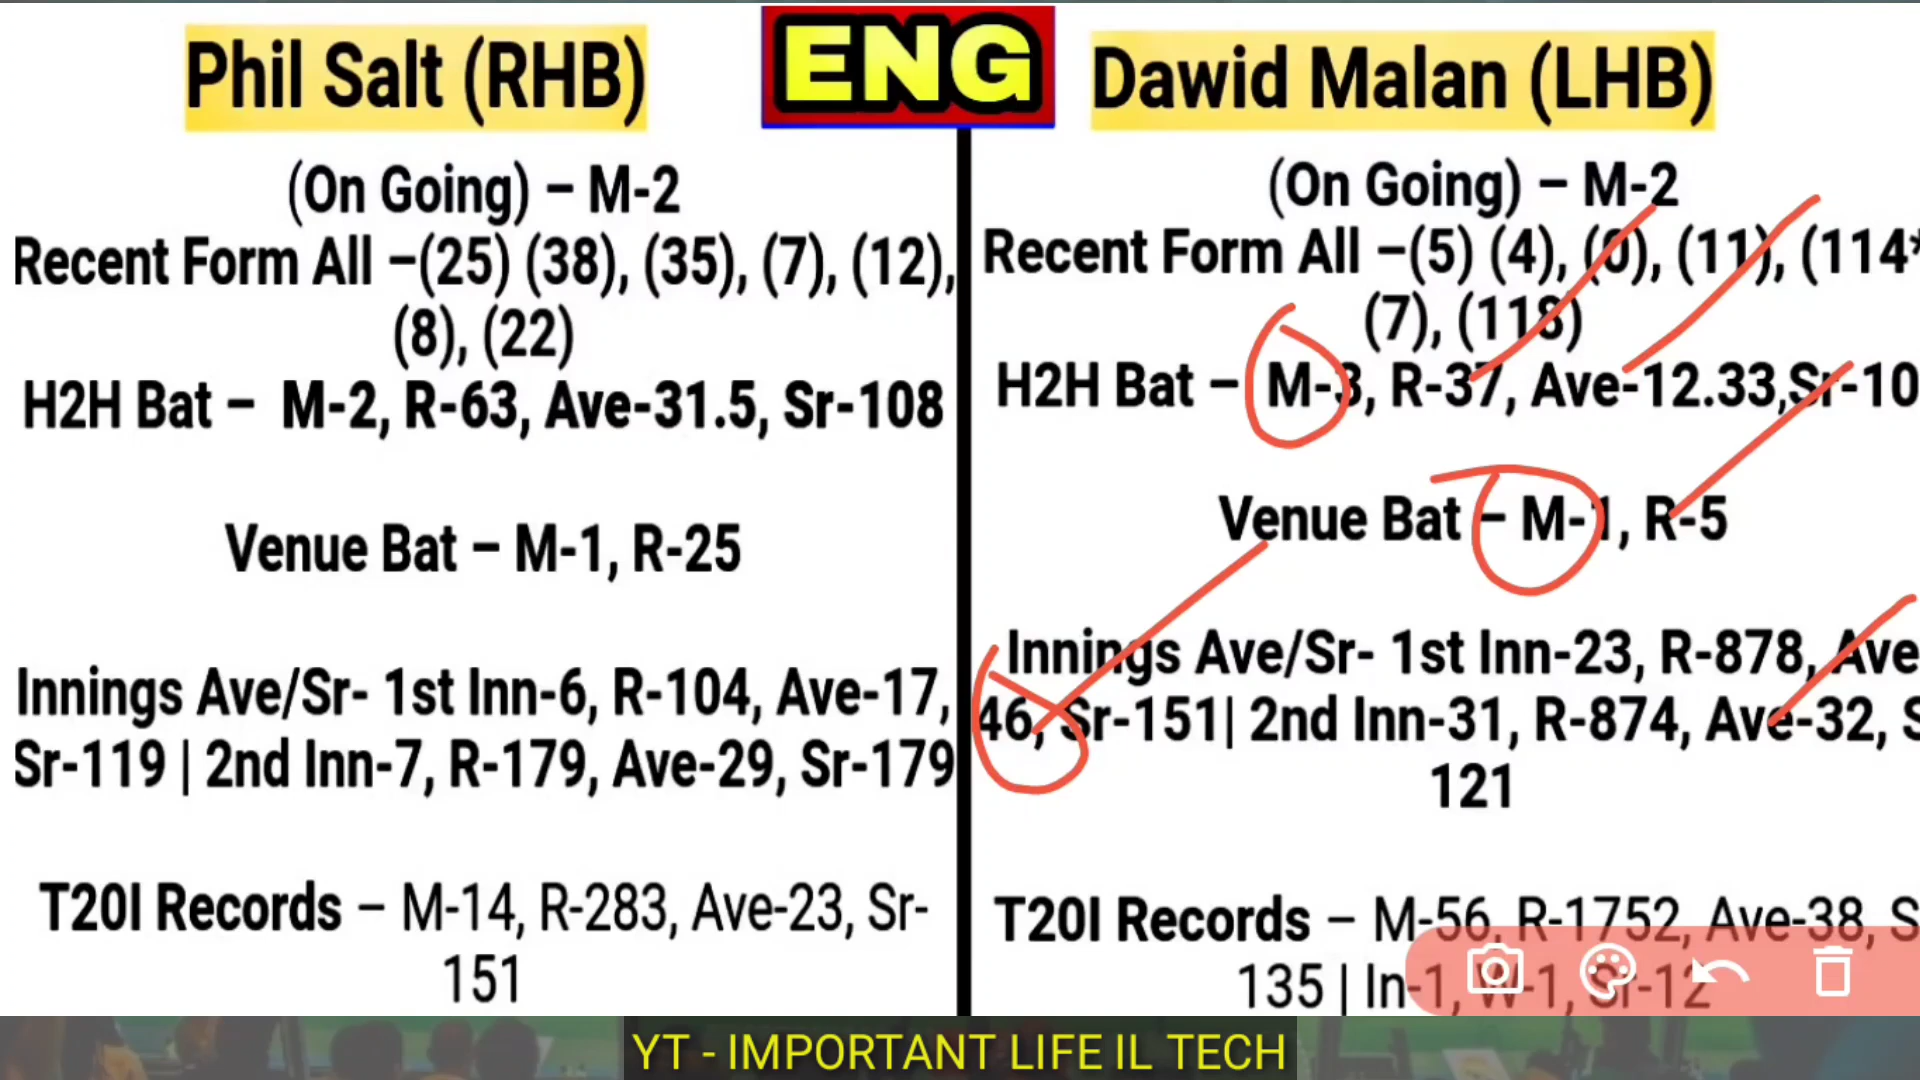 ENG
Phil Salt (RHB)
(On Going) – M-2
Recent Form All –(25) (38), (35), (7), (12),
(8), (22)
H2H Bat – M-2, R-63, Ave-31.5, Sr-108
Venue Bat – M-1, R-25
Innings Ave/Sr- 1st Inn-6, R-104, Ave-17,
Sr-119 | 2nd Inn-7, R-179, Ave-29, Sr-179
T20I Records – M-14, R-283, Ave-23, Sr-
151
Dawid Malan (LHB)
(On Going) – M-2
Recent Form All –(5) (4), (0), (11), (114*
(7), (118)
H2H Bat – M-3, R-37, Ave-12.33,Sr-10
Venue Bat – M-1, R-5
Innings Ave/Sr- 1st Inn-23, R-878, Ave
46, Sr-151| 2nd Inn-31, R-874, Ave-32, S
121
T20I Records – M-56, R-1752, Ave-38, S
135 | In-1, W-1, Sr-12
YT - IMPORTANT LIFE IL TECH